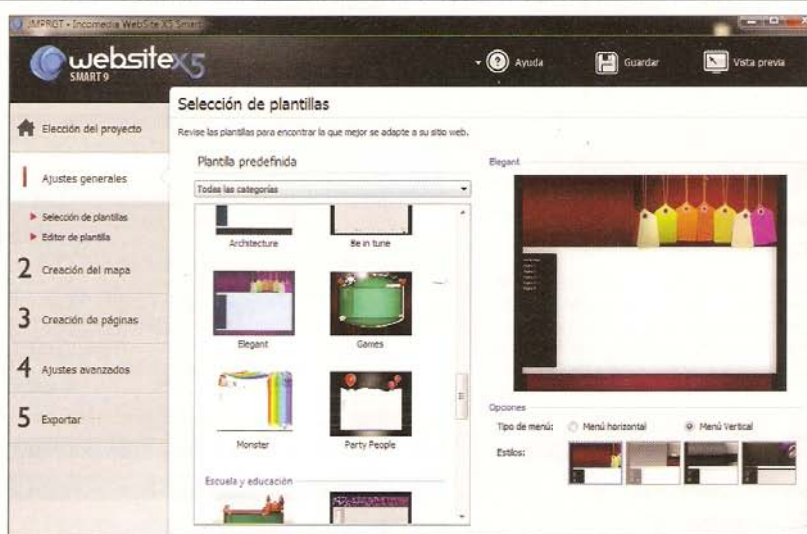 JMPRGT - Incomedia WebSite X5 Smart
websitex5
SMART 9
Ayuda
Guardar
Vista previa
Elección del proyecto
Ajustes generales
Selección de plantillas
Editor de plantilla
2 Creación del mapa
3 Creación de páginas
4 Ajustes avanzados
5 Exportar
Selección de plantillas
Revise las plantillas para encontrar la que mejor se adapte a su sitio web.
Plantilla predefinida
Todas las categorías
Architecture
Be in tune
Elegant
Games
Monster
Party People
Escuela y educación
Elegant
Opciones
Tipo de menú:
Menú horizontal
Menú Vertical
Estilos: